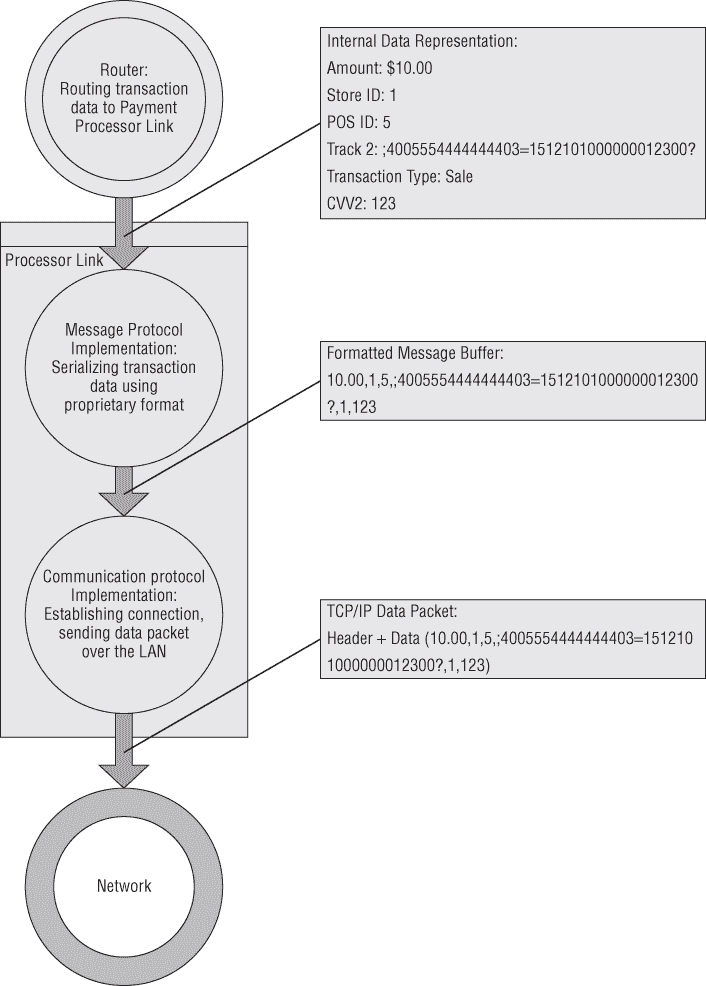 Router:
Routing transaction
data to Payment
Processor Link
Internal Data Representation:
Amount: $10.00
Store ID: 1
POS ID: 5
Track 2: ;4005554444444403=1512101000000012300?
Transaction Type: Sale
CVV2: 123
Processor Link
Message Protocol
Implementation:
Serializing transaction
data using
proprietary format
Formatted Message Buffer:
10.00,1,5,;4005554444444403=1512101000000012300
?,1,123
Communication protocol
Implementation:
Establishing connection,
sending data packet
over the LAN
TCP/IP Data Packet:
Header + Data (10.00,1,5,;4005554444444403=151210
1000000012300?,1,123)
Network